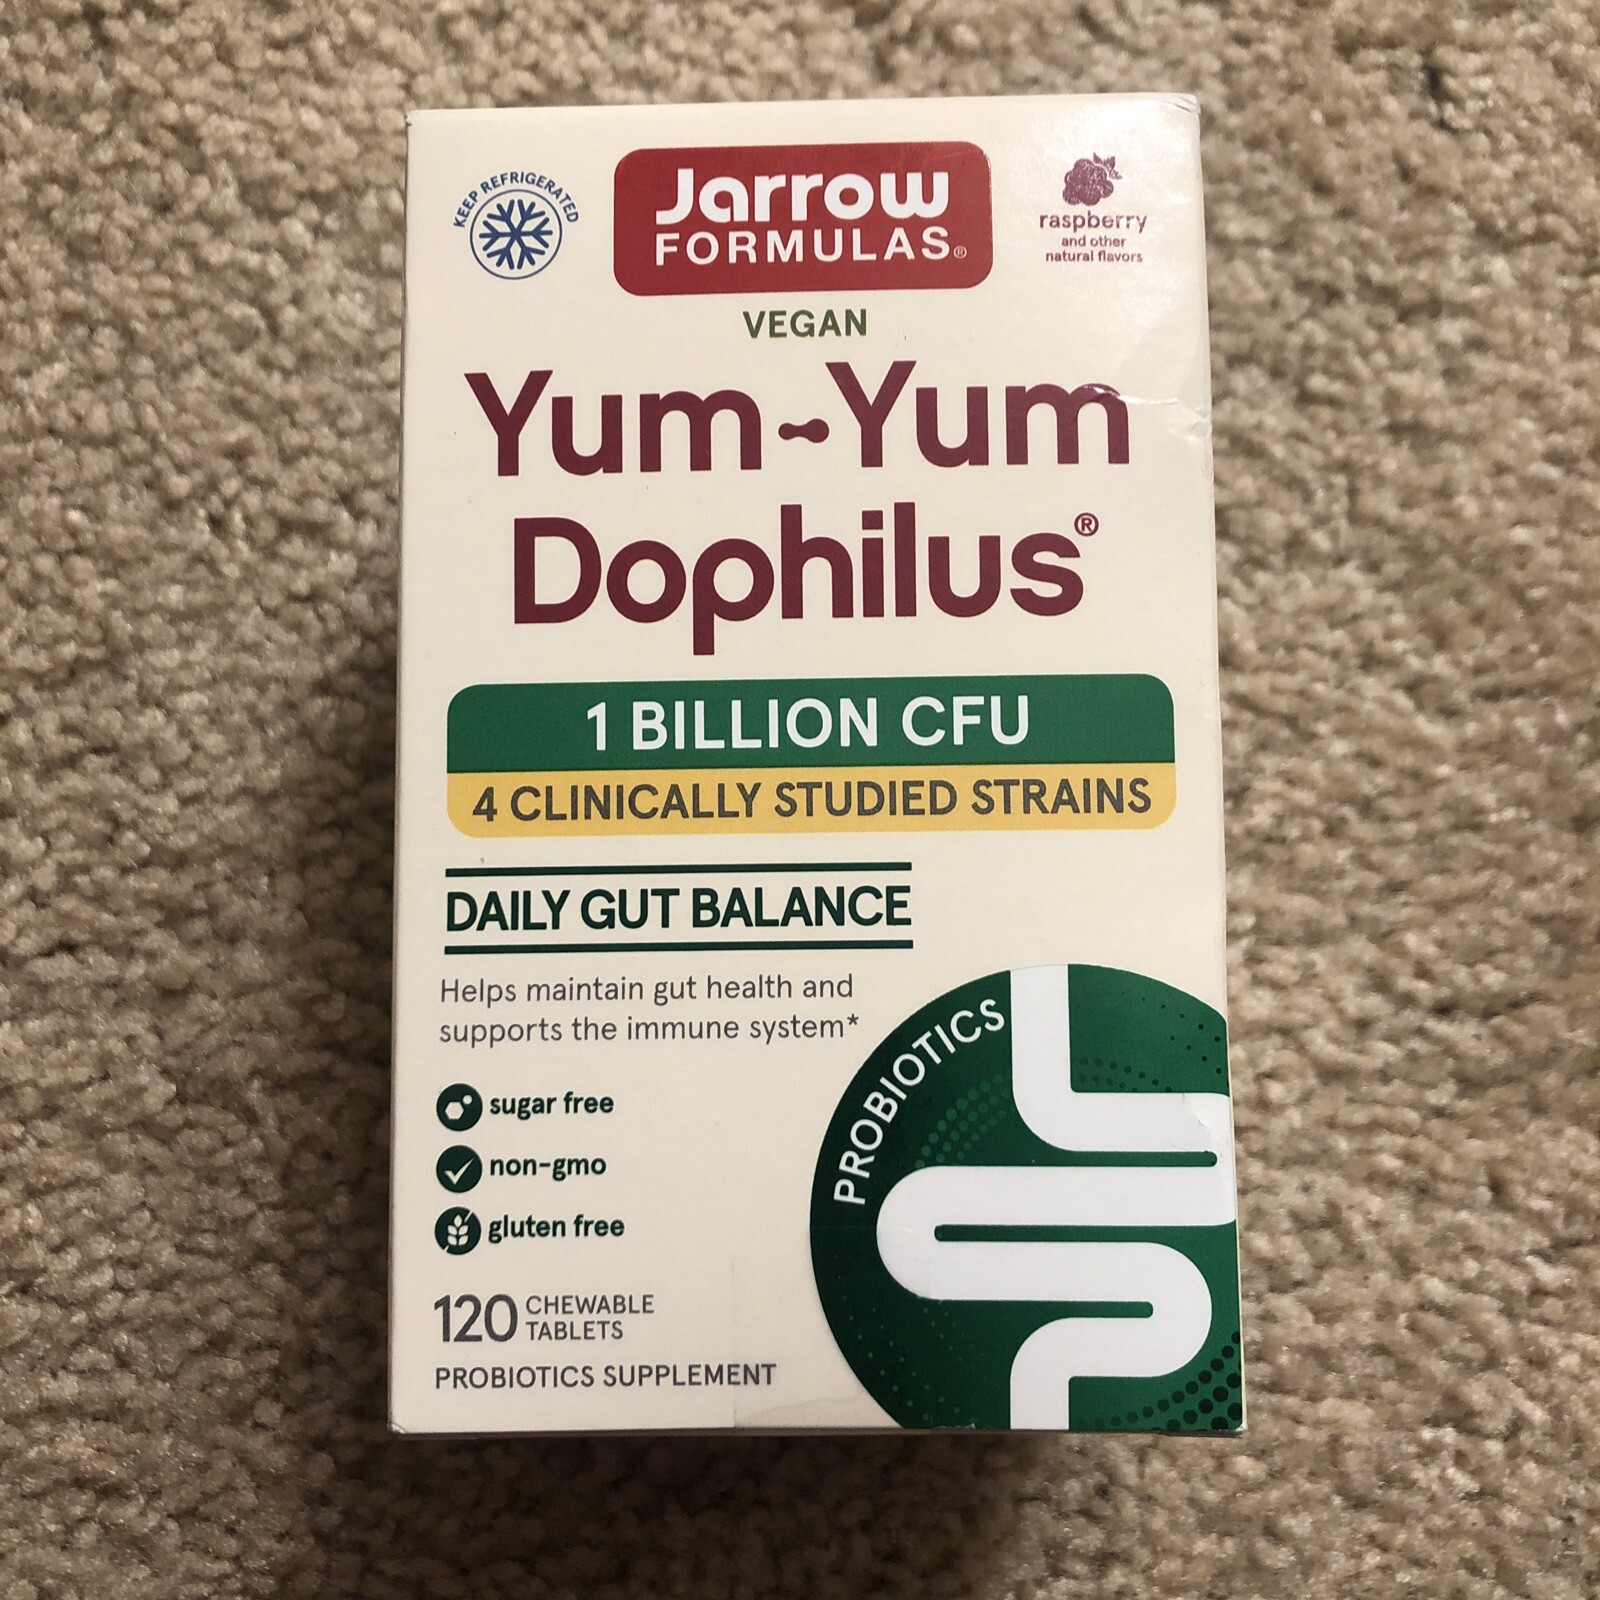 KEEP REFRIGERATED
Jarrow
FORMULAS®
raspberry
and other
natural flavors
VEGAN
Yum-Yum
Dophilus®
1 BILLION CFU
4 CLINICALLY STUDIED STRAINS
DAILY GUT BALANCE
Helps maintain gut health and
supports the immune system*
PROBIOTICS
sugar free
non-gmo
gluten free
120 CHEWABLE
TABLETS
PROBIOTICS SUPPLEMENT